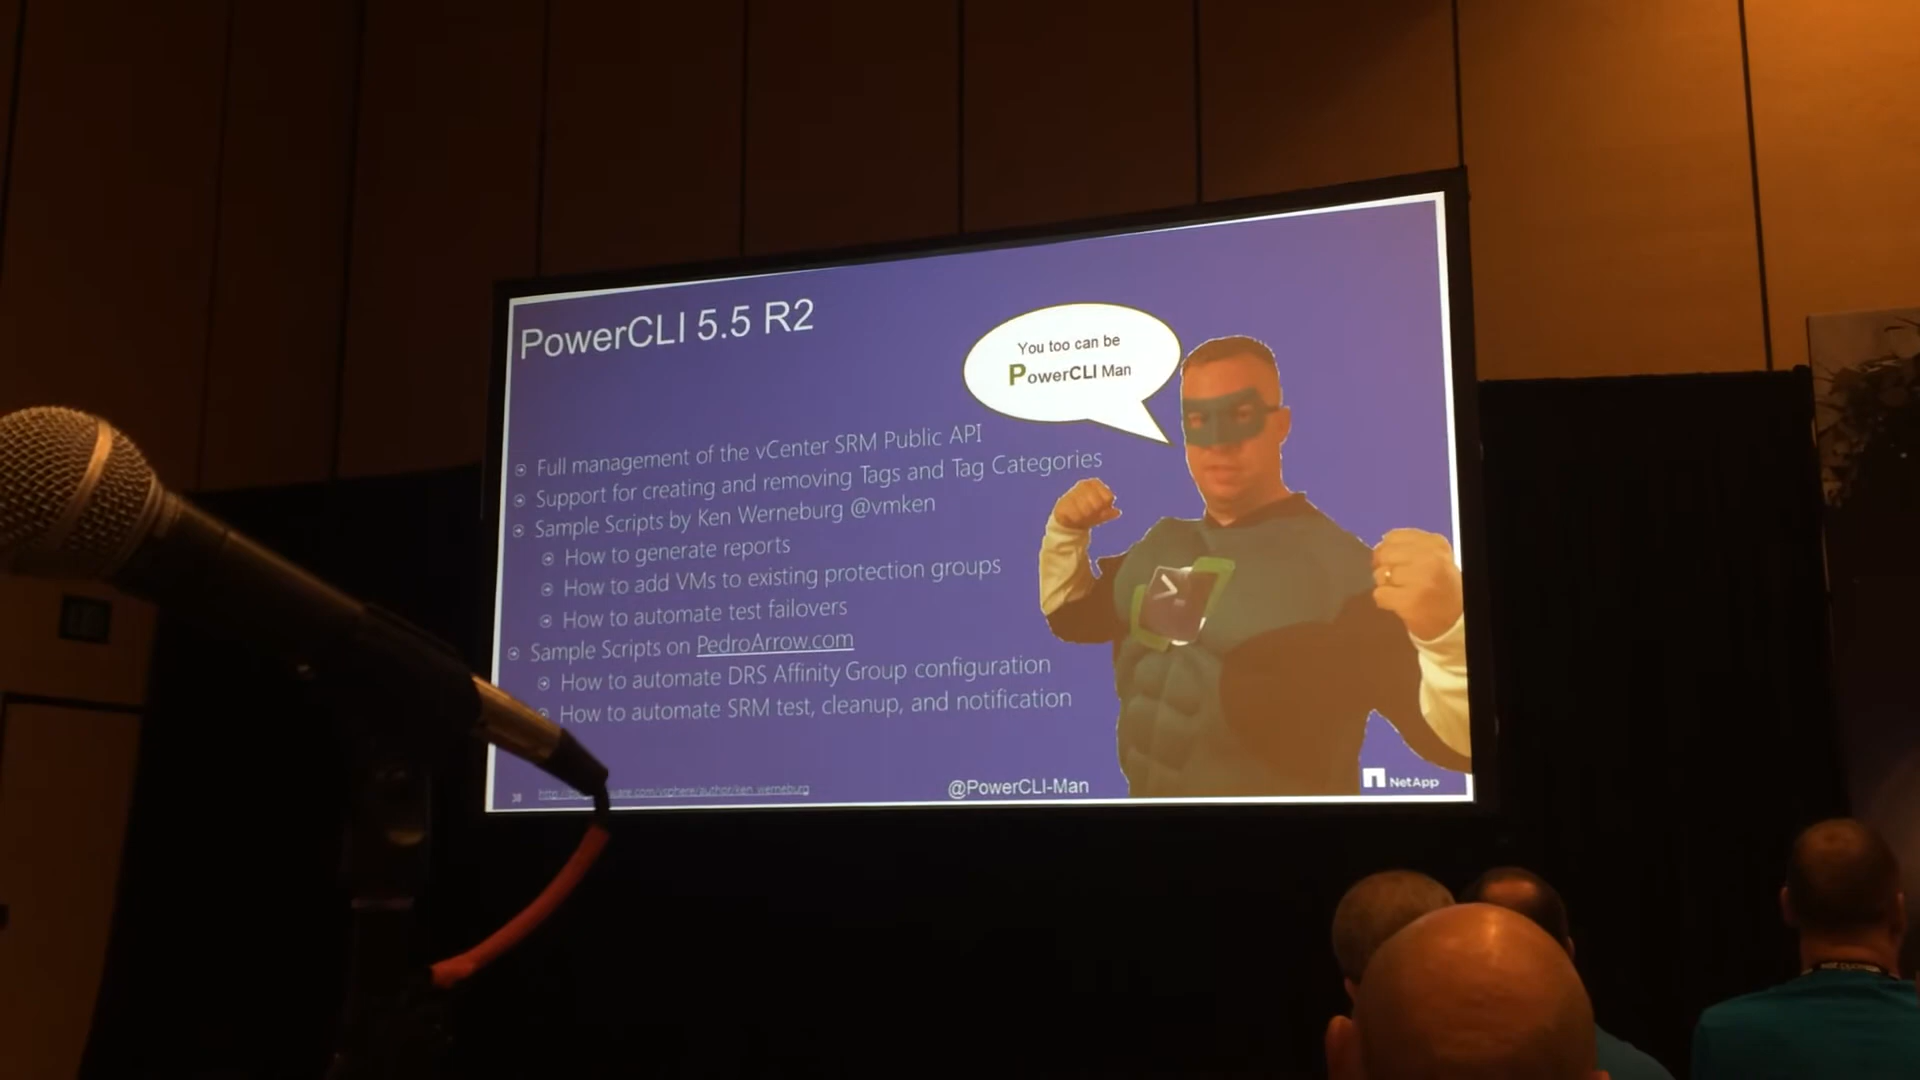 PowerCLI 5.5 R2
You too can be
PowerCLI Man
Full management of the vCenter SRM Public API
Support for creating and removing Tags and Tag Categories
Sample Scripts by Ken Werneburg @vmken
How to generate reports
How to add VMs to existing protection groups
How to automate test failovers
Sample Scripts on PedroArrow.com
How to automate DRS Affinity Group configuration
How to automate SRM test, cleanup, and notification
38
@PowerCLI-Man
NetApp